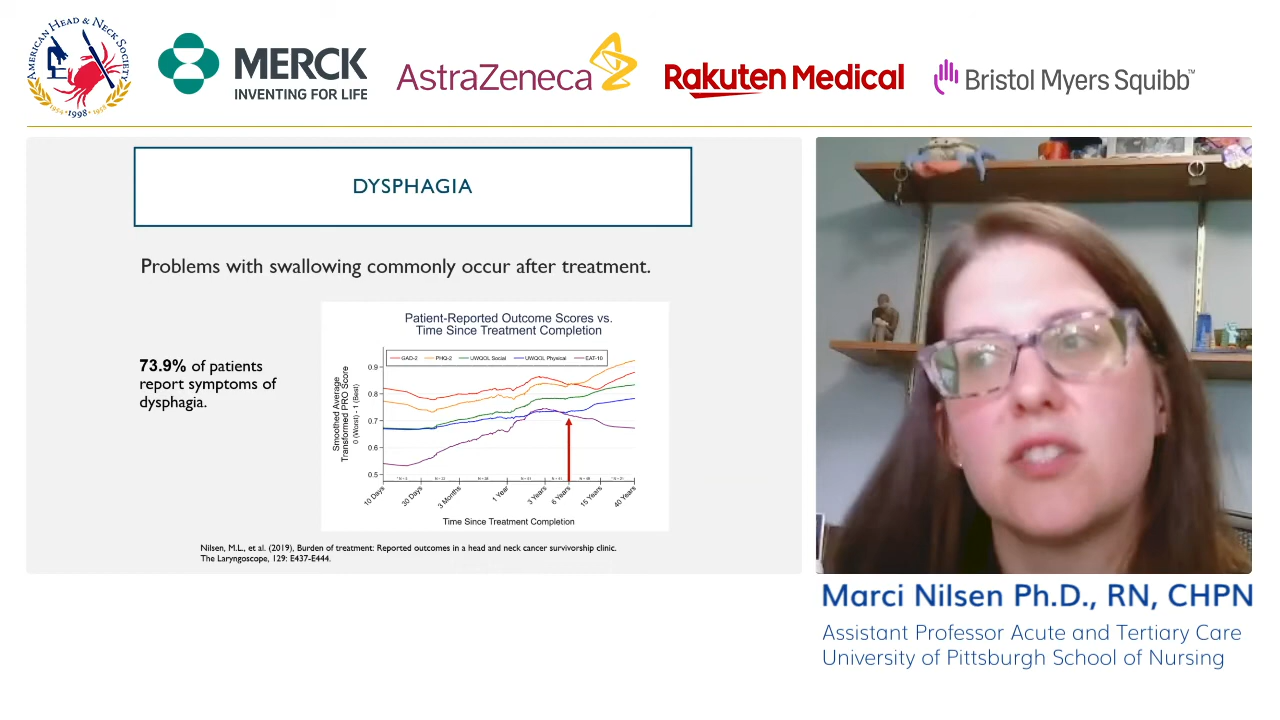 AMERICAN HEAD & NECK SOCIETY
1954 • 1998 • 1958
MERCK
INVENTING FOR LIFE
AstraZeneca
Rakuten Medical
Bristol Myers Squibb™
DYSPHAGIA
Problems with swallowing commonly occur after treatment.
73.9% of patients
report symptoms of
dysphagia.
Patient-Reported Outcome Scores vs.
Time Since Treatment Completion
GAD-2 PHQ-2 UWQOL Social UWQOL Physical EAT-10
Smoothed Average
Transformed PRO Score
0 (Worst) - 1 (Best)
0.9
0.8
0.7
0.6
0.5
10 Days 30 Days 3 Months 1 Year 3 Years 6 Years 15 Years 40 Years
Time Since Treatment Completion
Nilsen, M.L., et al. (2019), Burden of treatment: Reported outcomes in a head and neck cancer survivorship clinic.
The Laryngoscope, 129: E437-E444.
Marci Nilsen Ph.D., RN, CHPN
Assistant Professor Acute and Tertiary Care
University of Pittsburgh School of Nursing